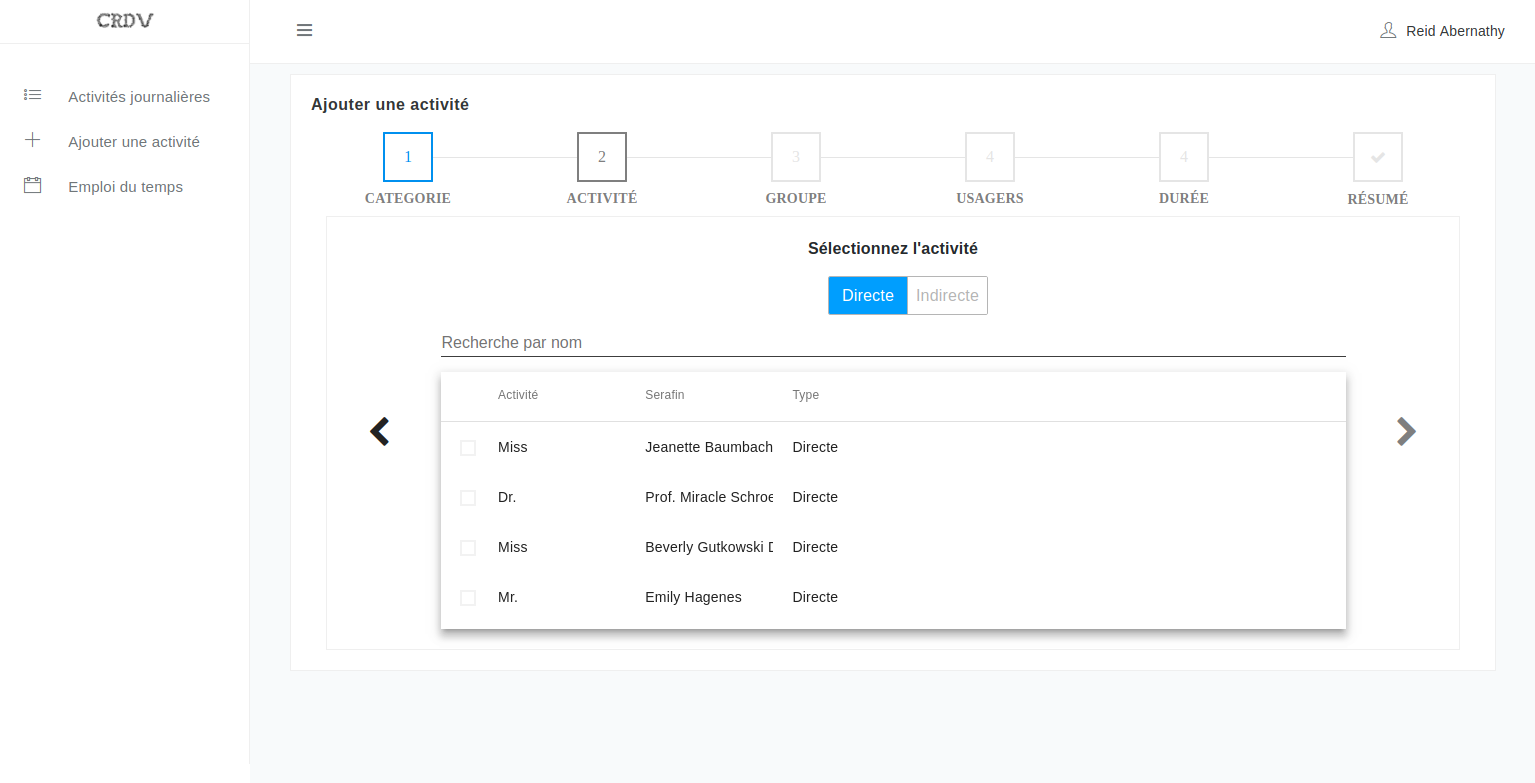 CRDV
Reid Abernathy
Activités journalières
Ajouter une activité
Emploi du temps
Ajouter une activité
1 2 3 4 4
CATEGORIE ACTIVITÉ GROUPE USAGERS DURÉE RÉSUMÉ
Sélectionnez l'activité
Directe Indirecte
Recherche par nom
Activité Serafin Type
Miss Jeanette Baumbach Directe
Dr. Prof. Miracle Schroe Directe
Miss Beverly Gutkowski D Directe
Mr. Emily Hagenes Directe